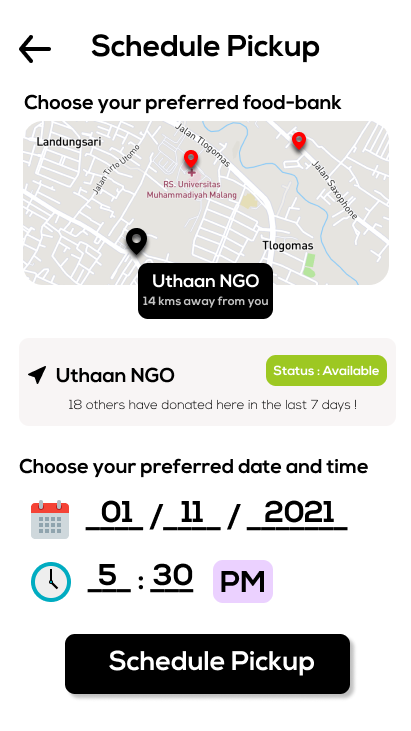 Schedule Pickup
Choose your preferred food-bank
Landungsari
Jalan Tirto Utomo
Jalan Tlogomas
RS. Universitas
Muhammadiyah Malang
Jalan Saxophone
Tlogomas
Uthaan NGO
14 kms away from you
Uthaan NGO
Status : Available
18 others have donated here in the last 7 days !
Choose your preferred date and time
01 / 11 / 2021
5 : 30 PM
Schedule Pickup